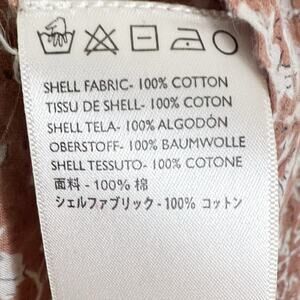 SHELL FABRIC- 100% COTTON
TISSU DE SHELL- 100% COTON
SHELL TELA- 100% ALGODÓN
OBERSTOFF- 100% BAUMWOLLE
SHELL TESSUTO- 100% COTONE
面料 - 100% 棉
シェルファブリック- 100% コットン